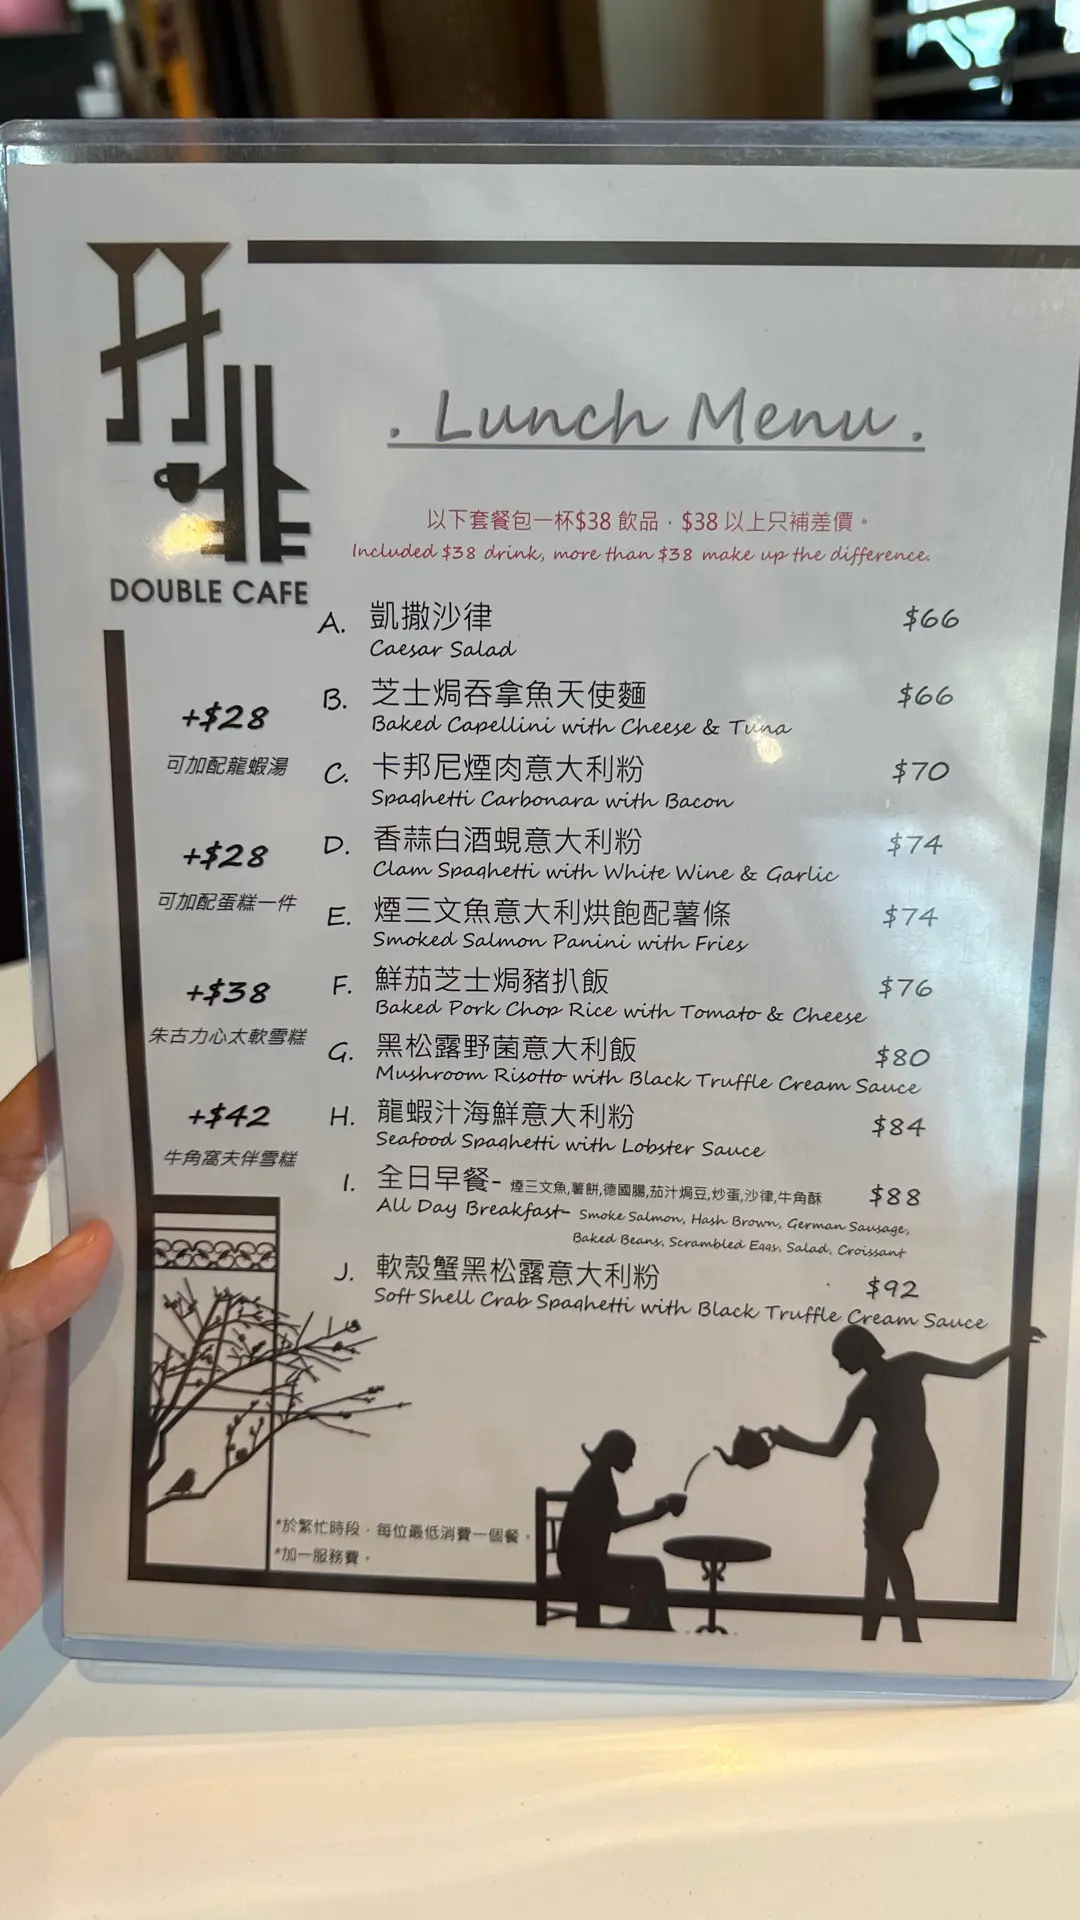 DOUBLE CAFE
. Lunch Menu .
以下套餐包一杯$38 飲品，$38 以上只補差價。
Included $38 drink, more than $38 make up the difference.
A. 凱撒沙律 $66
Caesar Salad
B. 芝士焗吞拿魚天使麵 $66
Baked Capellini with Cheese & Tuna
C. 卡邦尼煙肉意大利粉 $70
Spaghetti Carbonara with Bacon
D. 香蒜白酒蜆意大利粉 $74
Clam Spaghetti with White Wine & Garlic
E. 煙三文魚意大利烘飽配薯條 $74
Smoked Salmon Panini with Fries
F. 鮮茄芝士焗豬扒飯 $76
Baked Pork Chop Rice with Tomato & Cheese
G. 黑松露野菌意大利飯 $80
Mushroom Risotto with Black Truffle Cream Sauce
H. 龍蝦汁海鮮意大利粉 $84
Seafood Spaghetti with Lobster Sauce
I. 全日早餐- 煙三文魚,薯餅,德國腸,茄汁焗豆,炒蛋,沙律,牛角酥 $88
All Day Breakfast- Smoke Salmon, Hash Brown, German Sausage,
Baked Beans, Scrambled Eggs, Salad, Croissant
J. 軟殼蟹黑松露意大利粉 $92
Soft Shell Crab Spaghetti with Black Truffle Cream Sauce
+$28
可加配龍蝦湯
+$28
可加配蛋糕一件
+$38
朱古力心太軟雪糕
+$42
牛角窩夫伴雪糕
*於繁忙時段，每位最低消費一個餐。
*加一服務費。